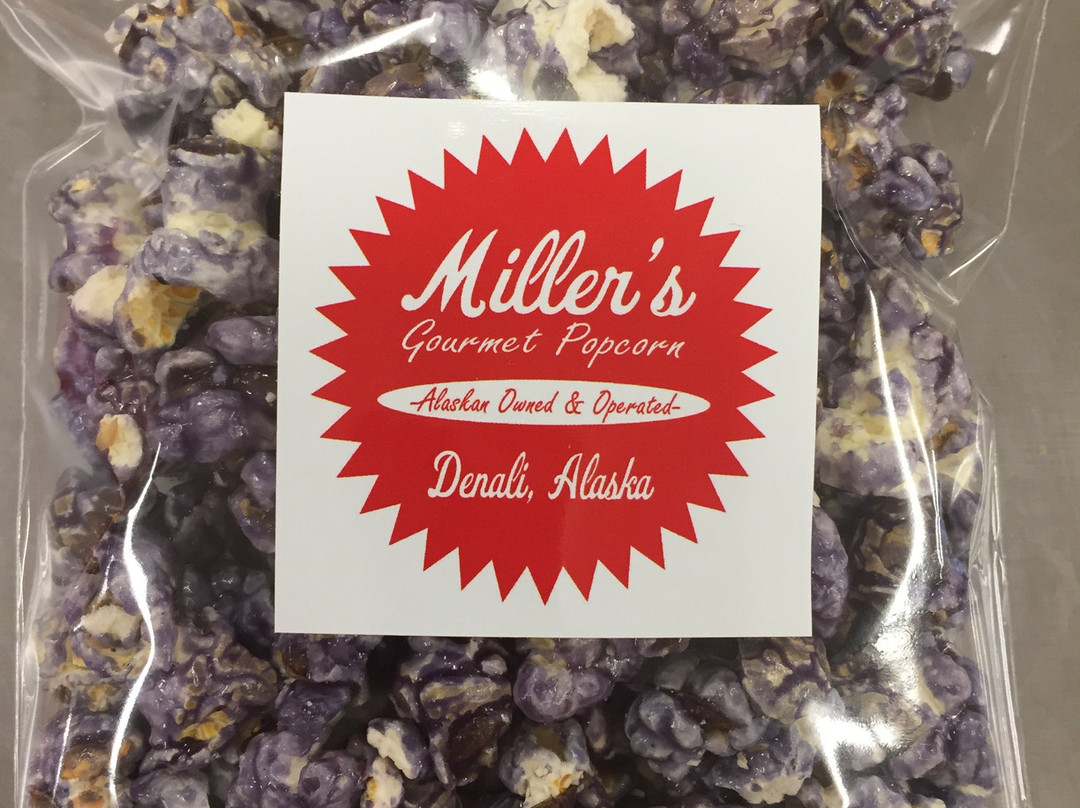 Miller's
Gourmet Popcorn
-Alaskan Owned & Operated-
Denali, Alaska